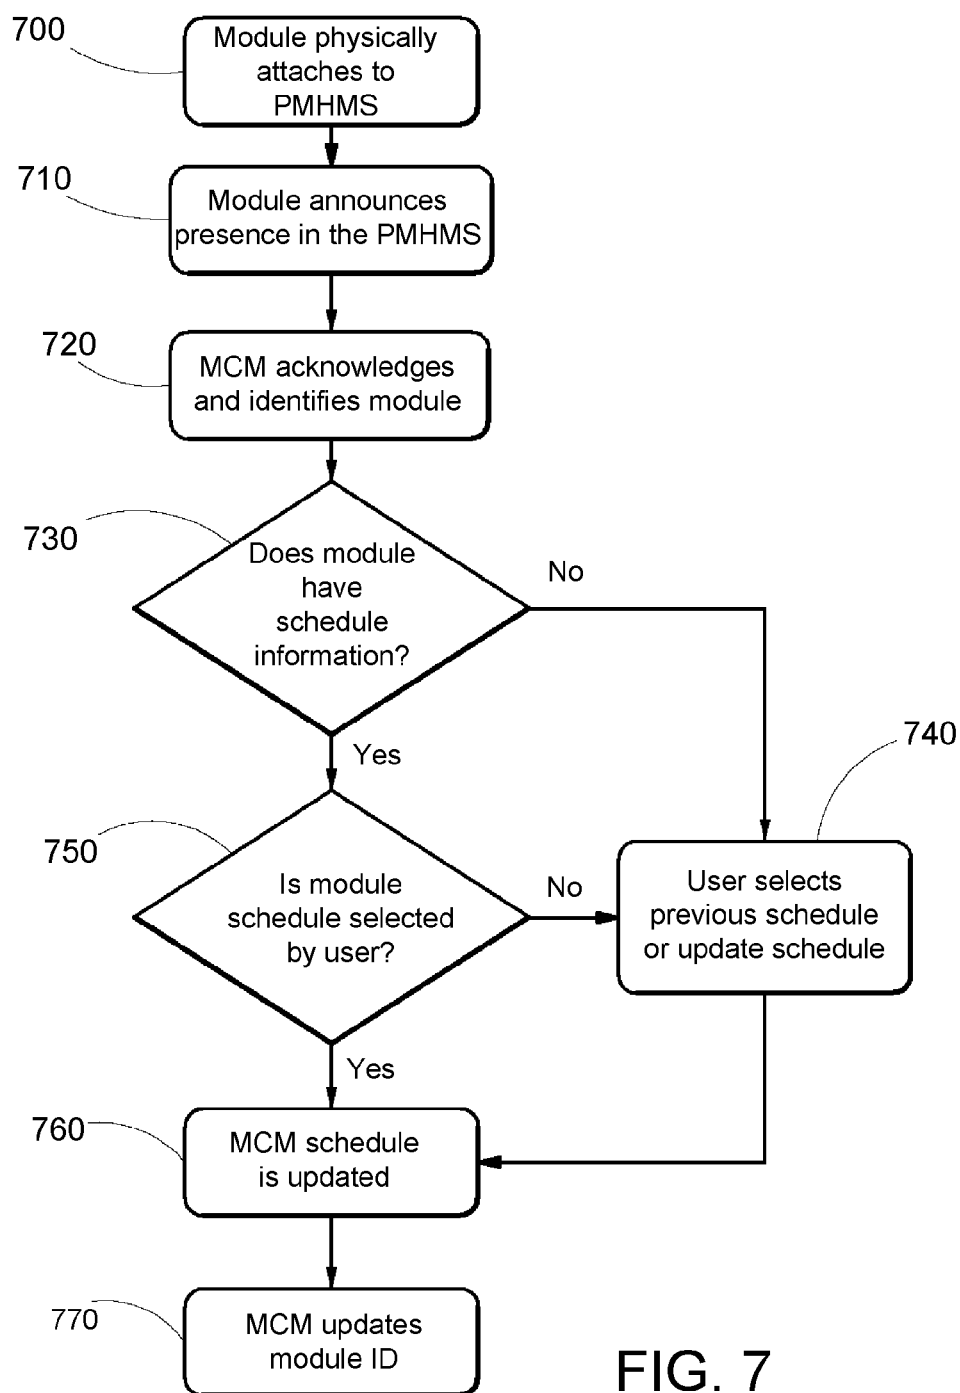 700
Module physically
attaches to
PMHMS
710
Module announces
presence in the PMHMS
720
MCM acknowledges
and identifies module
730
Does module
have
schedule
information?
No
Yes
740
User selects
previous schedule
or update schedule
750
Is module
schedule selected
by user?
No
Yes
760
MCM schedule
is updated
770
MCM updates
module ID
FIG. 7